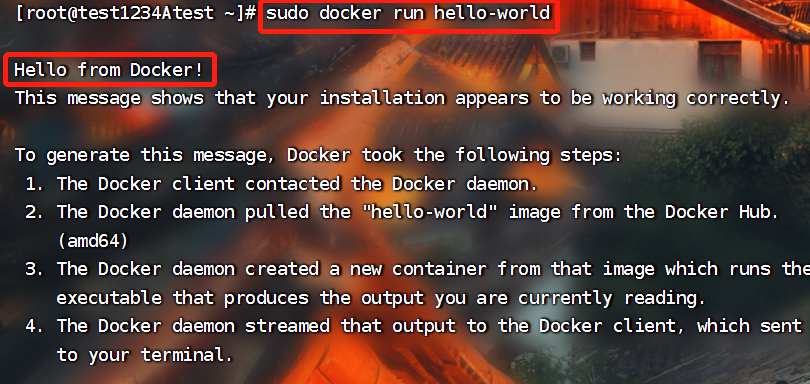 [root@test1234Atest ~]# sudo docker run hello-world
Hello from Docker!
This message shows that your installation appears to be working correctly.
To generate this message, Docker took the following steps:
1. The Docker client contacted the Docker daemon.
2. The Docker daemon pulled the "hello-world" image from the Docker Hub.
(amd64)
3. The Docker daemon created a new container from that image which runs the
executable that produces the output you are currently reading.
4. The Docker daemon streamed that output to the Docker client, which sent
to your terminal.